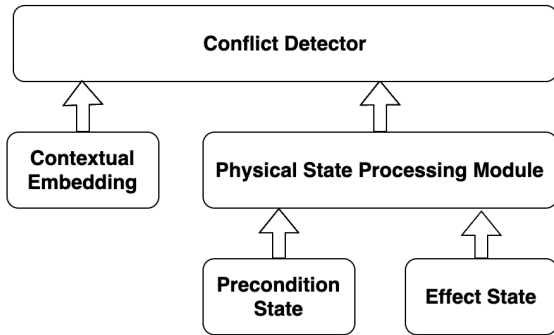 Conflict Detector
Contextual
Embedding
Physical State Processing Module
Precondition
State
Effect State